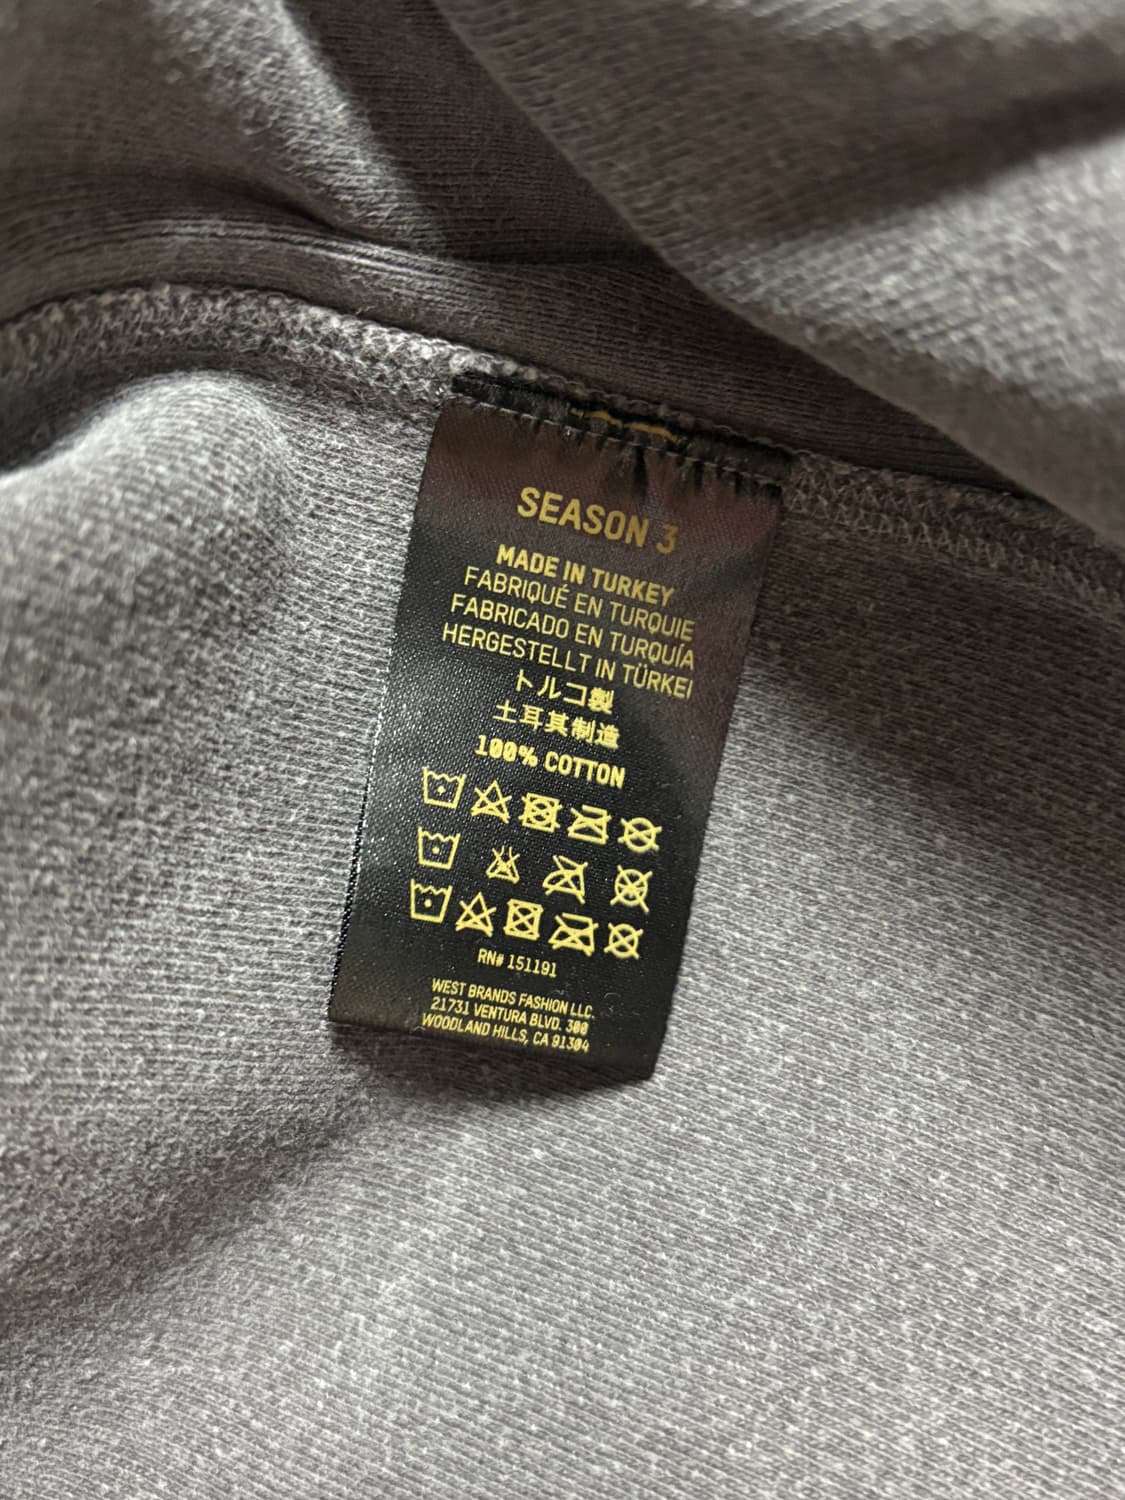 SEASON 3
MADE IN TURKEY
FABRIQUÉ EN TURQUIE
FABRICADO EN TURQUÍA
HERGESTELLT IN TÜRKEI
トルコ製
土耳其制造
100% COTTON
RN# 151191
WEST BRANDS FASHION LLC.
21731 VENTURA BLVD. 300
WOODLAND HILLS, CA 91304